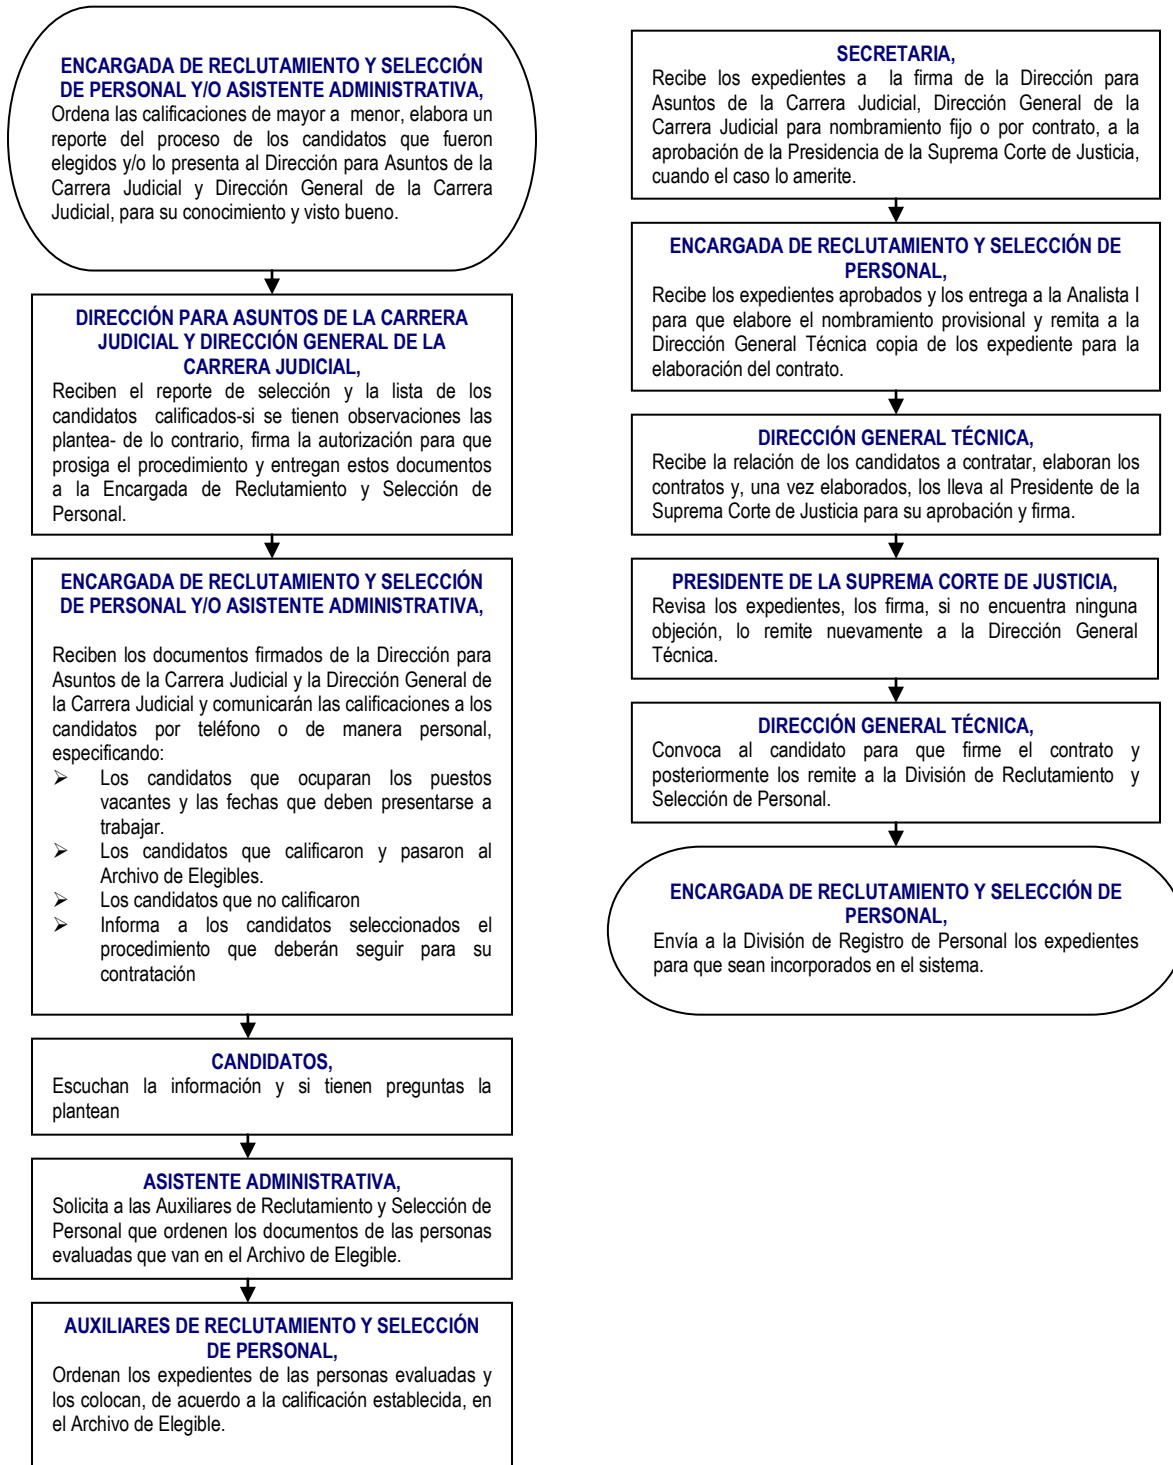 ENCARGADA DE RECLUTAMIENTO Y SELECCIÓN
DE PERSONAL Y/O ASISTENTE ADMINISTRATIVA,
Ordena las calificaciones de mayor a menor, elabora un
reporte del proceso de los candidatos que fueron
elegidos y/o lo presenta al Dirección para Asuntos de la
Carrera Judicial y Dirección General de la Carrera
Judicial, para su conocimiento y visto bueno.
DIRECCIÓN PARA ASUNTOS DE LA CARRERA
JUDICIAL Y DIRECCIÓN GENERAL DE LA
CARRERA JUDICIAL,
Reciben el reporte de selección y la lista de los
candidatos calificados-si se tienen observaciones las
plantea- de lo contrario, firma la autorización para que
prosiga el procedimiento y entregan estos documentos
a la Encargada de Reclutamiento y Selección de
Personal.
ENCARGADA DE RECLUTAMIENTO Y SELECCIÓN
DE PERSONAL Y/O ASISTENTE ADMINISTRATIVA,
Reciben los documentos firmados de la Dirección para
Asuntos de la Carrera Judicial y la Dirección General de
la Carrera Judicial y comunicarán las calificaciones a los
candidatos por teléfono o de manera personal,
especificando:
➢ Los candidatos que ocuparan los puestos
vacantes y las fechas que deben presentarse a
trabajar.
➢ Los candidatos que calificaron y pasaron al
Archivo de Elegibles.
➢ Los candidatos que no calificaron
➢ Informa a los candidatos seleccionados el
procedimiento que deberán seguir para su
contratación
CANDIDATOS,
Escuchan la información y si tienen preguntas la
plantean
ASISTENTE ADMINISTRATIVA,
Solicita a las Auxiliares de Reclutamiento y Selección de
Personal que ordenen los documentos de las personas
evaluadas que van en el Archivo de Elegible.
AUXILIARES DE RECLUTAMIENTO Y SELECCIÓN
DE PERSONAL,
Ordenan los expedientes de las personas evaluadas y
los colocan, de acuerdo a la calificación establecida, en
el Archivo de Elegible.
SECRETARIA,
Recibe los expedientes a la firma de la Dirección para
Asuntos de la Carrera Judicial, Dirección General de la
Carrera Judicial para nombramiento fijo o por contrato, a la
aprobación de la Presidencia de la Suprema Corte de Justicia,
cuando el caso lo amerite.
ENCARGADA DE RECLUTAMIENTO Y SELECCIÓN DE
PERSONAL,
Recibe los expedientes aprobados y los entrega a la Analista I
para que elabore el nombramiento provisional y remita a la
Dirección General Técnica copia de los expediente para la
elaboración del contrato.
DIRECCIÓN GENERAL TÉCNICA,
Recibe la relación de los candidatos a contratar, elaboran los
contratos y, una vez elaborados, los lleva al Presidente de la
Suprema Corte de Justicia para su aprobación y firma.
PRESIDENTE DE LA SUPREMA CORTE DE JUSTICIA,
Revisa los expedientes, los firma, si no encuentra ninguna
objeción, lo remite nuevamente a la Dirección General
Técnica.
DIRECCIÓN GENERAL TÉCNICA,
Convoca al candidato para que firme el contrato y
posteriormente los remite a la División de Reclutamiento y
Selección de Personal.
ENCARGADA DE RECLUTAMIENTO Y SELECCIÓN DE
PERSONAL,
Envía a la División de Registro de Personal los expedientes
para que sean incorporados en el sistema.